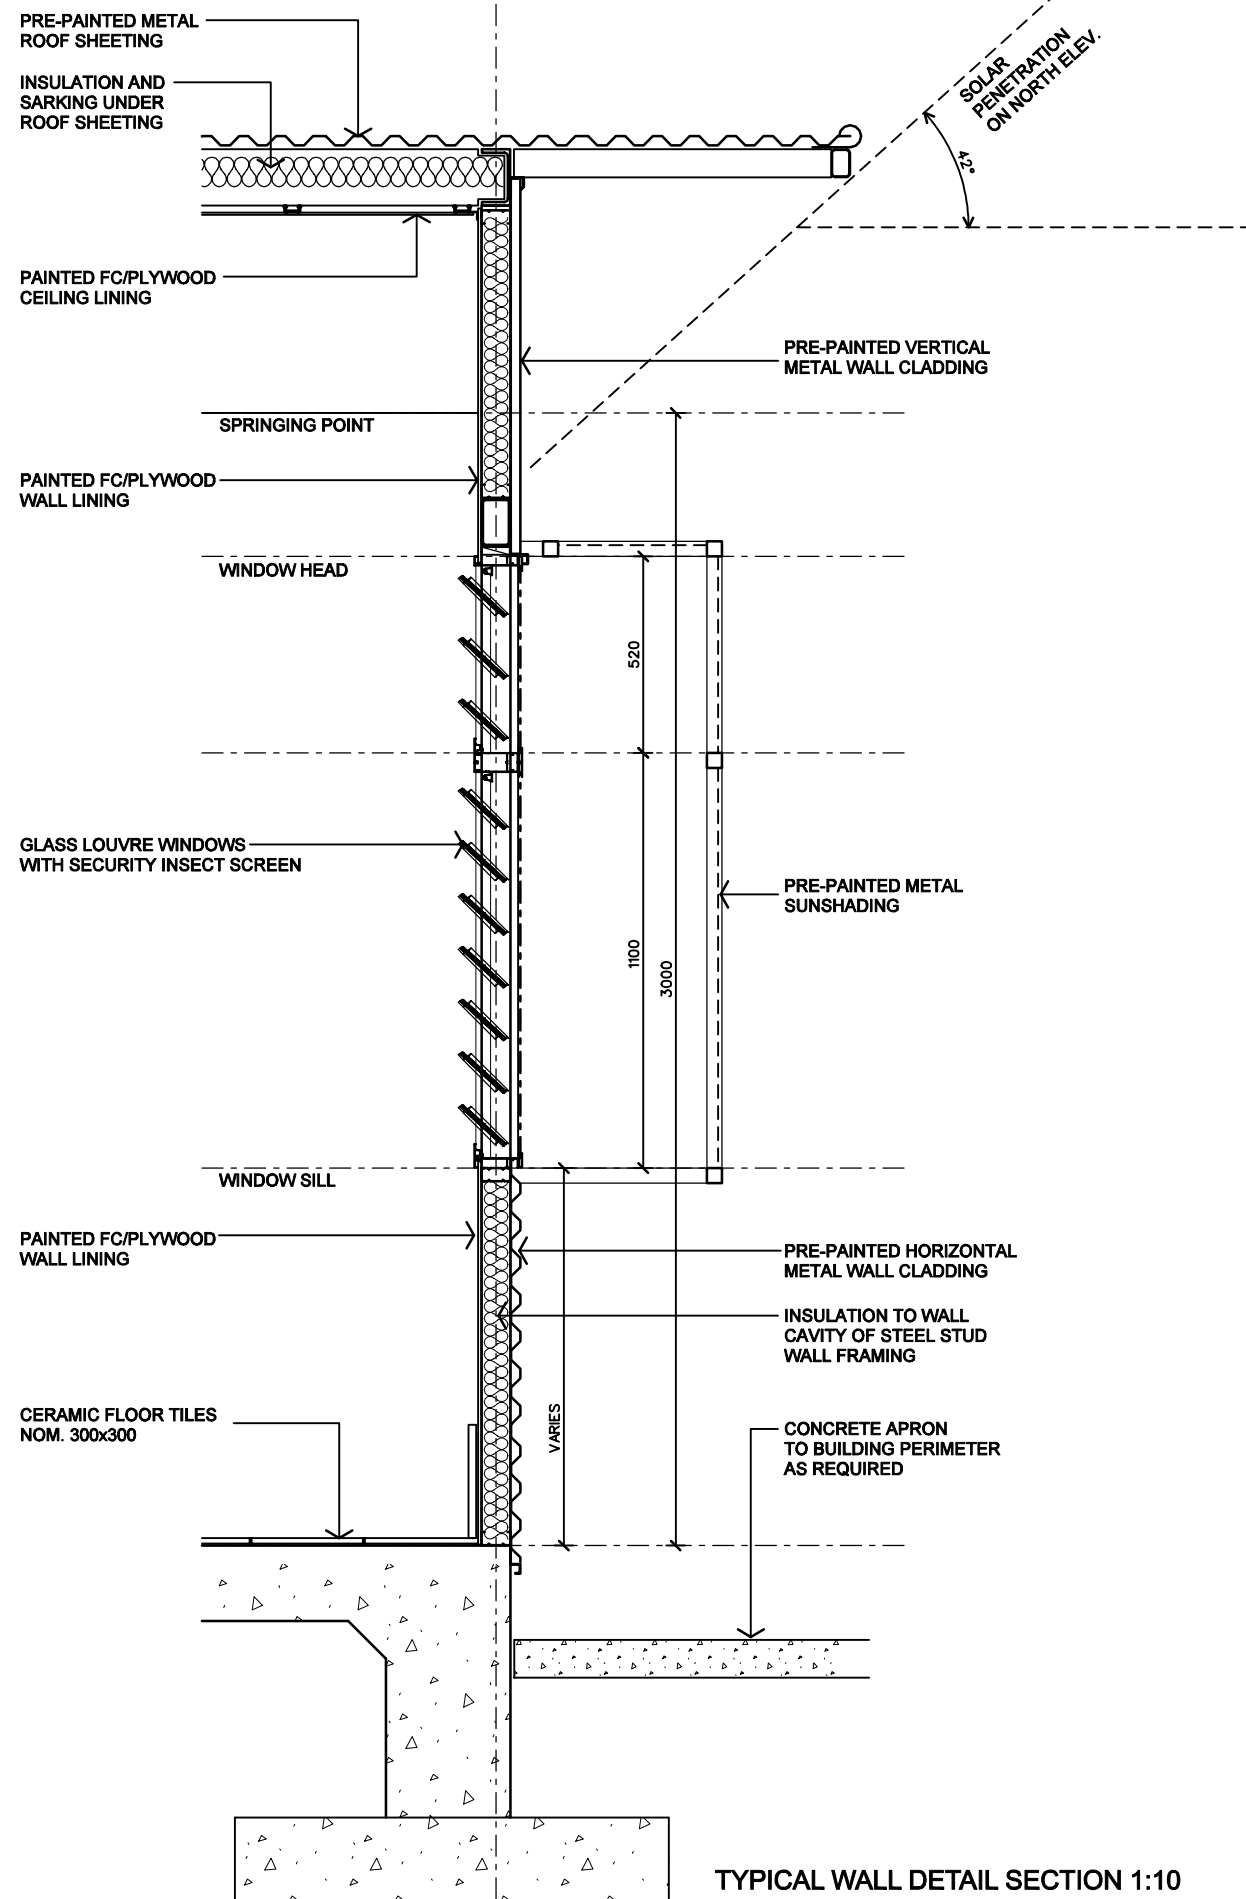 PRE-PAINTED METAL
ROOF SHEETING
INSULATION AND
SARKING UNDER
ROOF SHEETING
SOLAR
PENETRATION
ON NORTH ELEV.
42°
PAINTED FC/PLYWOOD
CEILING LINING
PRE-PAINTED VERTICAL
METAL WALL CLADDING
SPRINGING POINT
PAINTED FC/PLYWOOD
WALL LINING
WINDOW HEAD
520
GLASS LOUVRE WINDOWS
WITH SECURITY INSECT SCREEN
PRE-PAINTED METAL
SUNSHADING
1100
3000
WINDOW SILL
PAINTED FC/PLYWOOD
WALL LINING
PRE-PAINTED HORIZONTAL
METAL WALL CLADDING
INSULATION TO WALL
CAVITY OF STEEL STUD
WALL FRAMING
CERAMIC FLOOR TILES
NOM. 300x300
VARIES
CONCRETE APRON
TO BUILDING PERIMETER
AS REQUIRED
TYPICAL WALL DETAIL SECTION 1:10